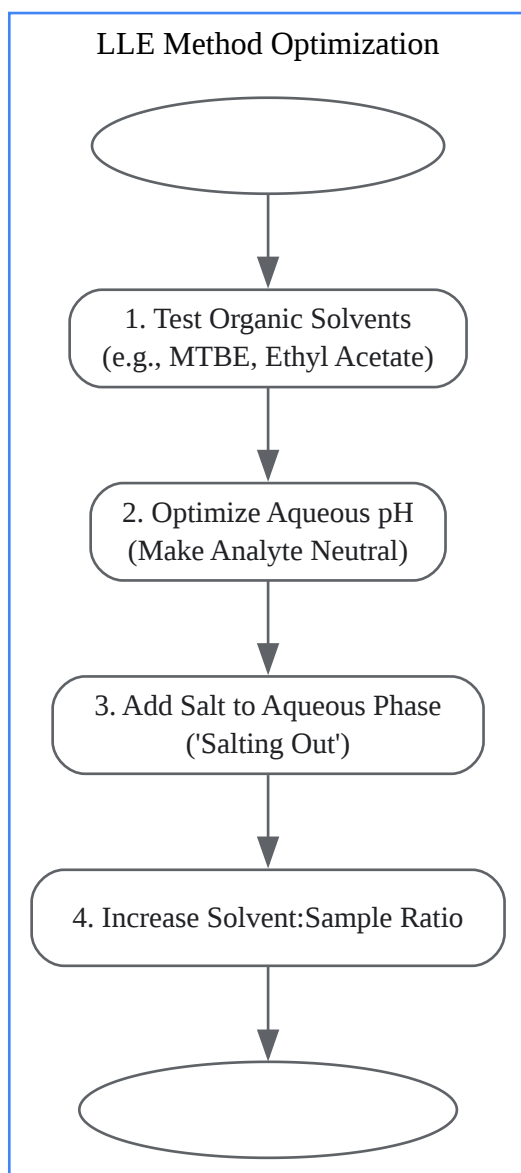 LLE Method Optimization
1. Test Organic Solvents
(e.g., MTBE, Ethyl Acetate)
2. Optimize Aqueous pH
(Make Analyte Neutral)
3. Add Salt to Aqueous Phase
('Salting Out')
4. Increase Solvent:Sample Ratio